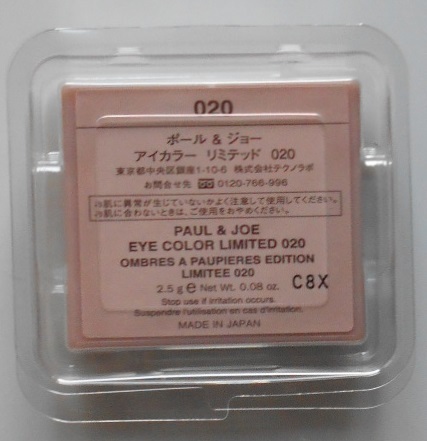 020
ポール & ジョー
アイカラー リミテッド 020
東京都中央区銀座1-10-6 株式会社テクノラボ
お問合せ先 0120-766-996
お肌に異常が生じていないかよく注意して使用してください。
お肌に合わないときは、ご使用をおやめください。
PAUL & JOE
EYE COLOR LIMITED 020
OMBRES A PAUPIERES EDITION
LIMITEE 020
2.5 g e Net Wt. 0.08 oz.
C8X
Stop use if irritation occurs.
Suspendre l'utilisation en cas d'irritation.
MADE IN JAPAN